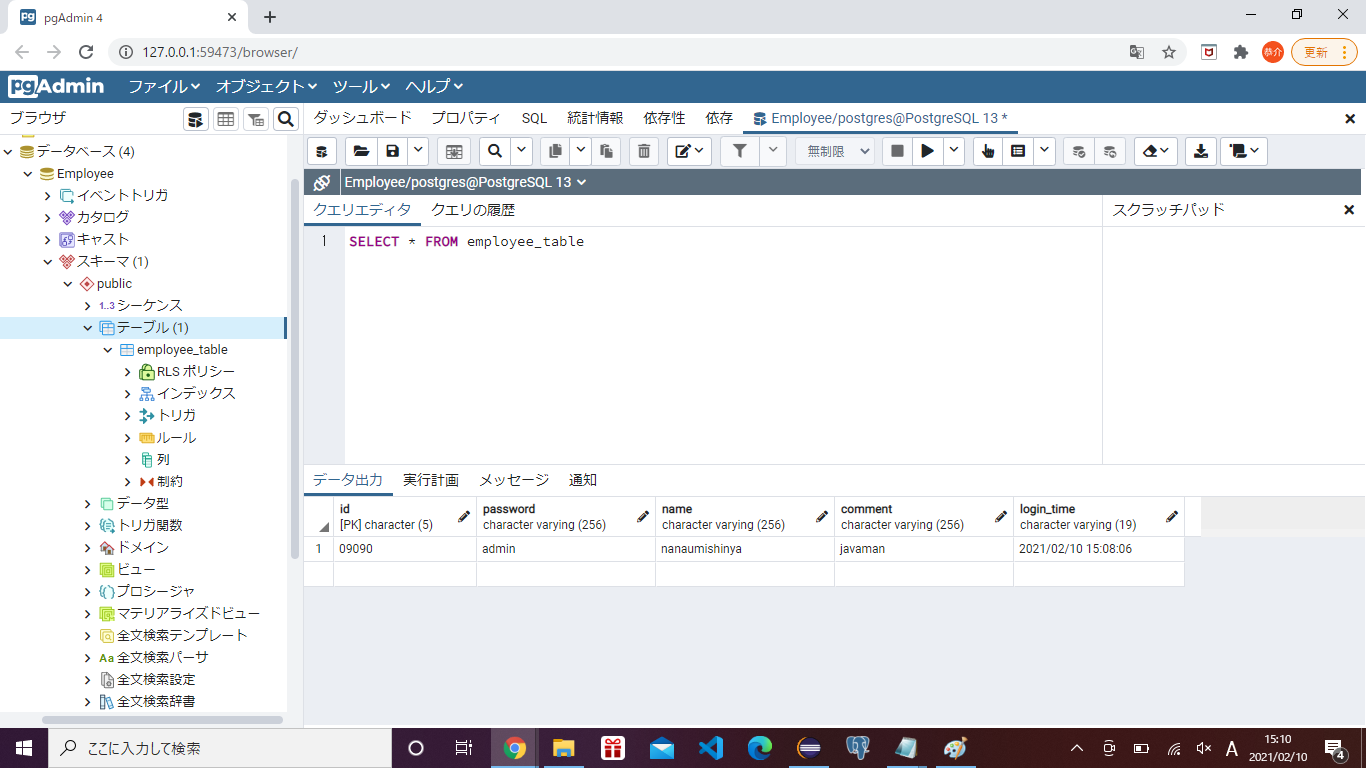 pgAdmin 4
127.0.0.1:59473/browser/
恭介
更新
pgAdmin ファイル オブジェクト ツール ヘルプ
ブラウザ
ダッシュボード プロパティ SQL 統計情報 依存性 依存 Employee/postgres@PostgreSQL 13 *
無制限
データベース (4)
Employee
イベントトリガ
カタログ
キャスト
スキーマ (1)
public
1..3 シーケンス
テーブル (1)
employee_table
RLS ポリシー
インデックス
トリガ
ルール
列
制約
データ型
トリガ関数
ドメイン
ビュー
プロシージャ
マテリアライズドビュー
全文検索テンプレート
Aa 全文検索パーサ
全文検索設定
全文検索辞書
Employee/postgres@PostgreSQL 13
クエリエディタ クエリの履歴
スクラッチパッド
1 SELECT * FROM employee_table
データ出力 実行計画 メッセージ 通知
id password name comment login_time
[PK] character (5) character varying (256) character varying (256) character varying (256) character varying (19)
1 09090 admin nanaumishinya javaman 2021/02/10 15:08:06
ここに入力して検索
A
15:10
2021/02/10
4